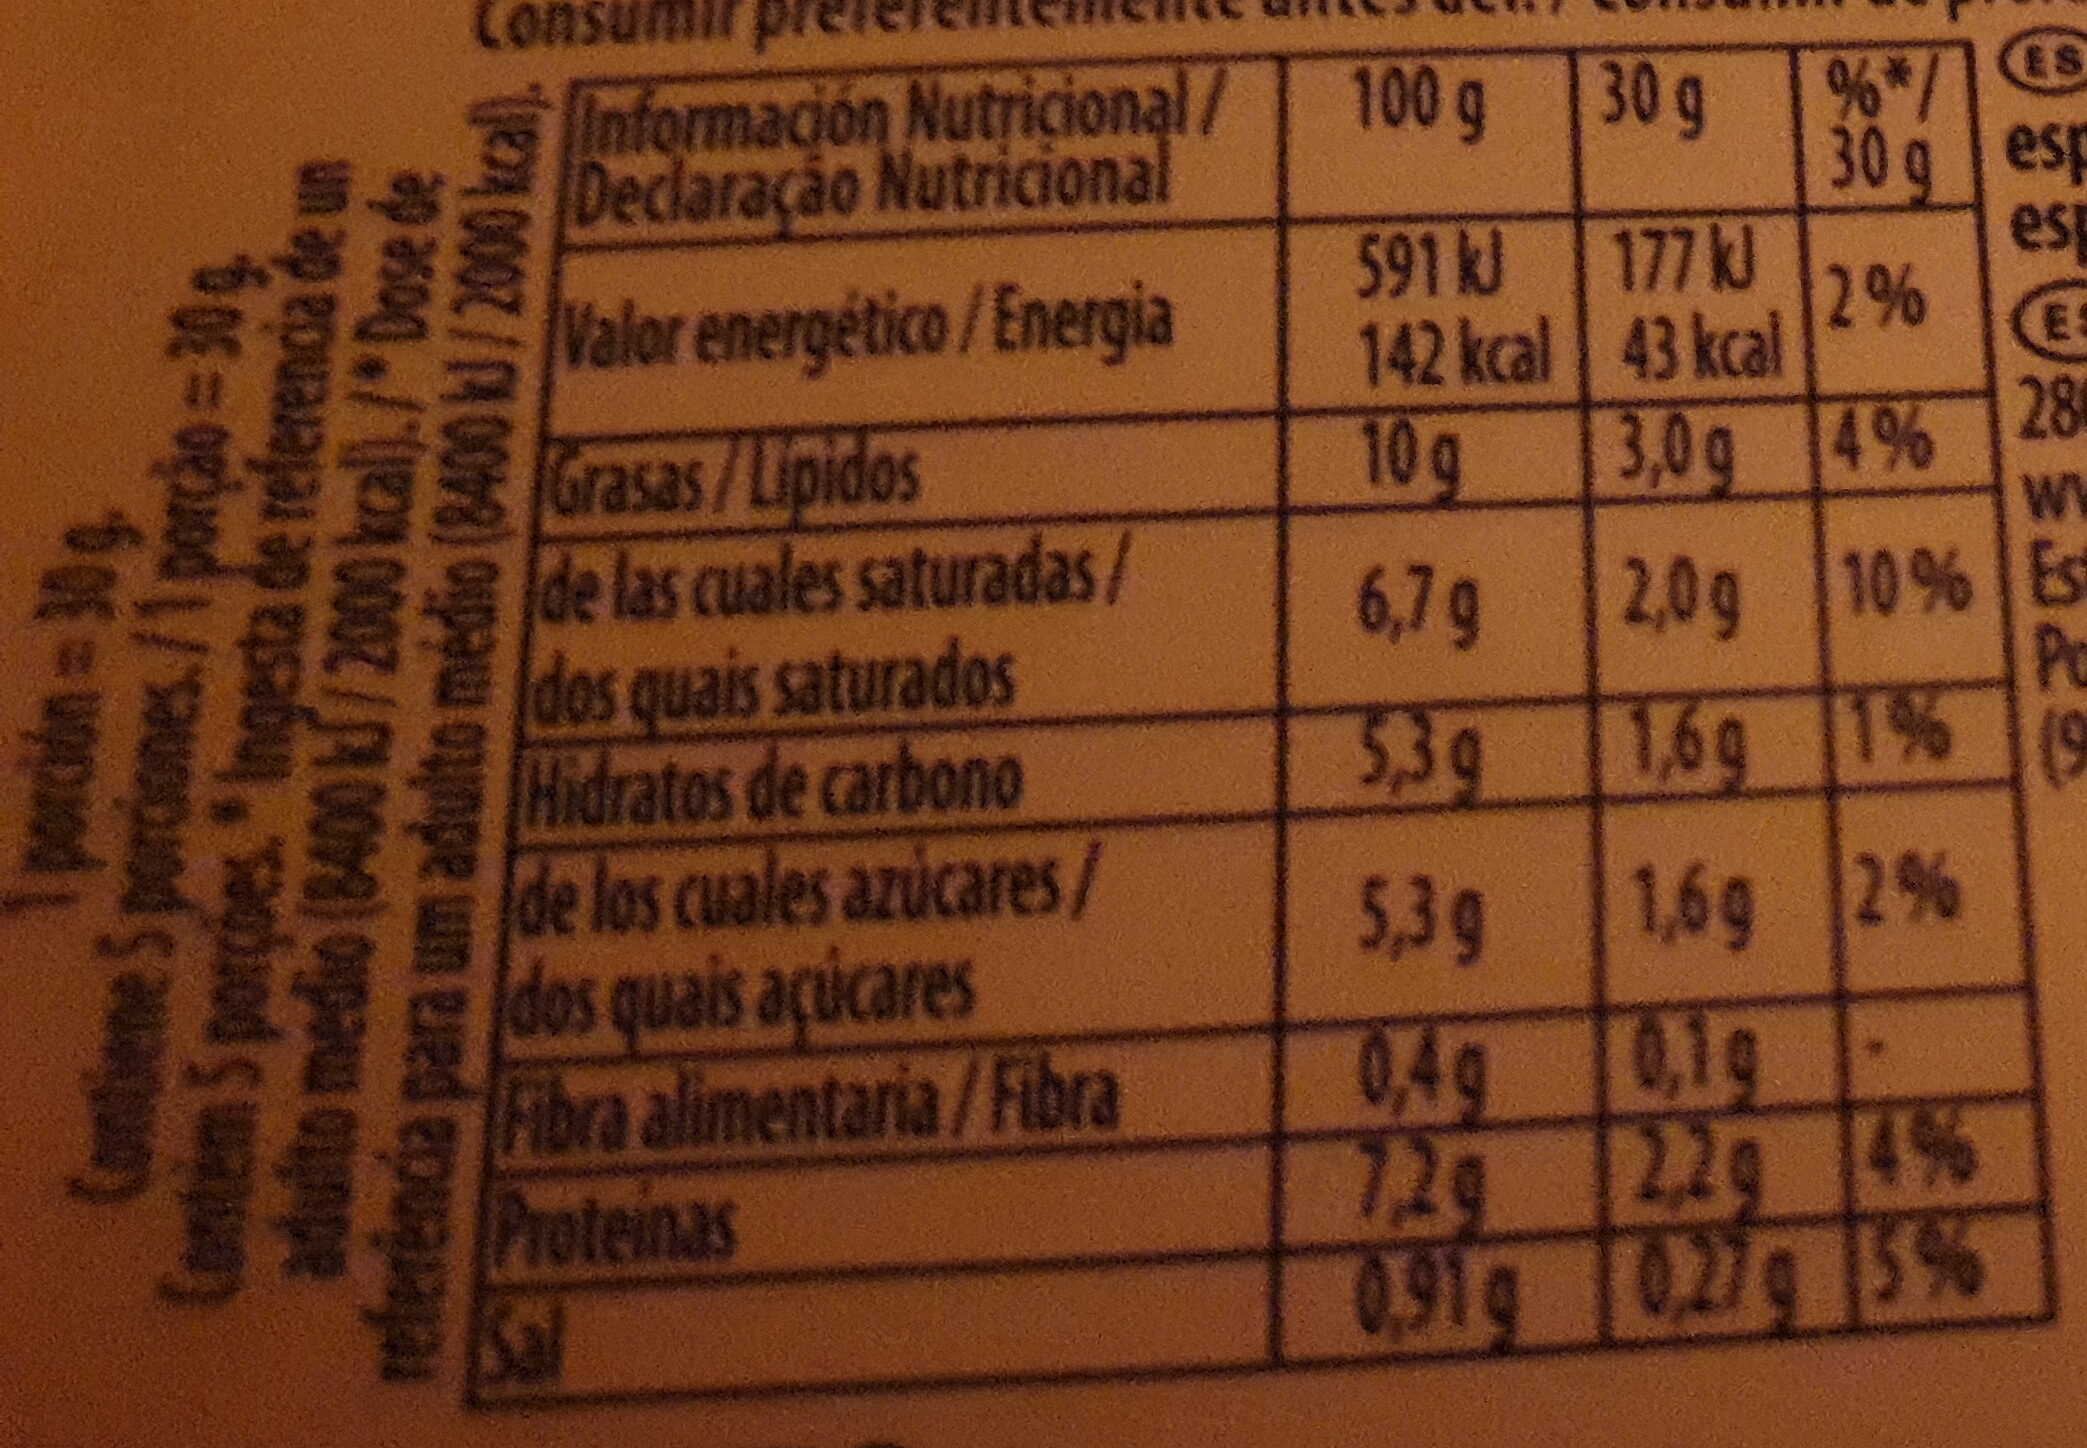 Consumir preferentemente antes del: /
Información Nutricional / 100 g 30 g %*/
Declaração Nutricional 30 g
Valor energético / Energia 591 kJ 177 kJ 2 %
142 kcal 43 kcal
Grasas / Lípidos 10 g 3,0 g 4 %
de las cuales saturadas / 6,7 g 2,0 g 10 %
dos quais saturados
Hidratos de carbono 5,3 g 1,6 g 1 %
de los cuales azúcares / 5,3 g 1,6 g 2 %
dos quais açúcares
Fibra alimentaria / Fibra 0,4 g 0,1 g -
Proteínas 7,2 g 2,2 g 4 %
Sal 0,91 g 0,27 g 5 %
1 porción = 30 g.
Contiene 5 porciones. / 1 porção = 30 g.
Contém 5 porções. * Ingesta de referencia de un
adulto medio (8400 kJ / 2000 kcal). / * Dose de
referência para um adulto médio (8400 kJ / 2000 kcal).
ES